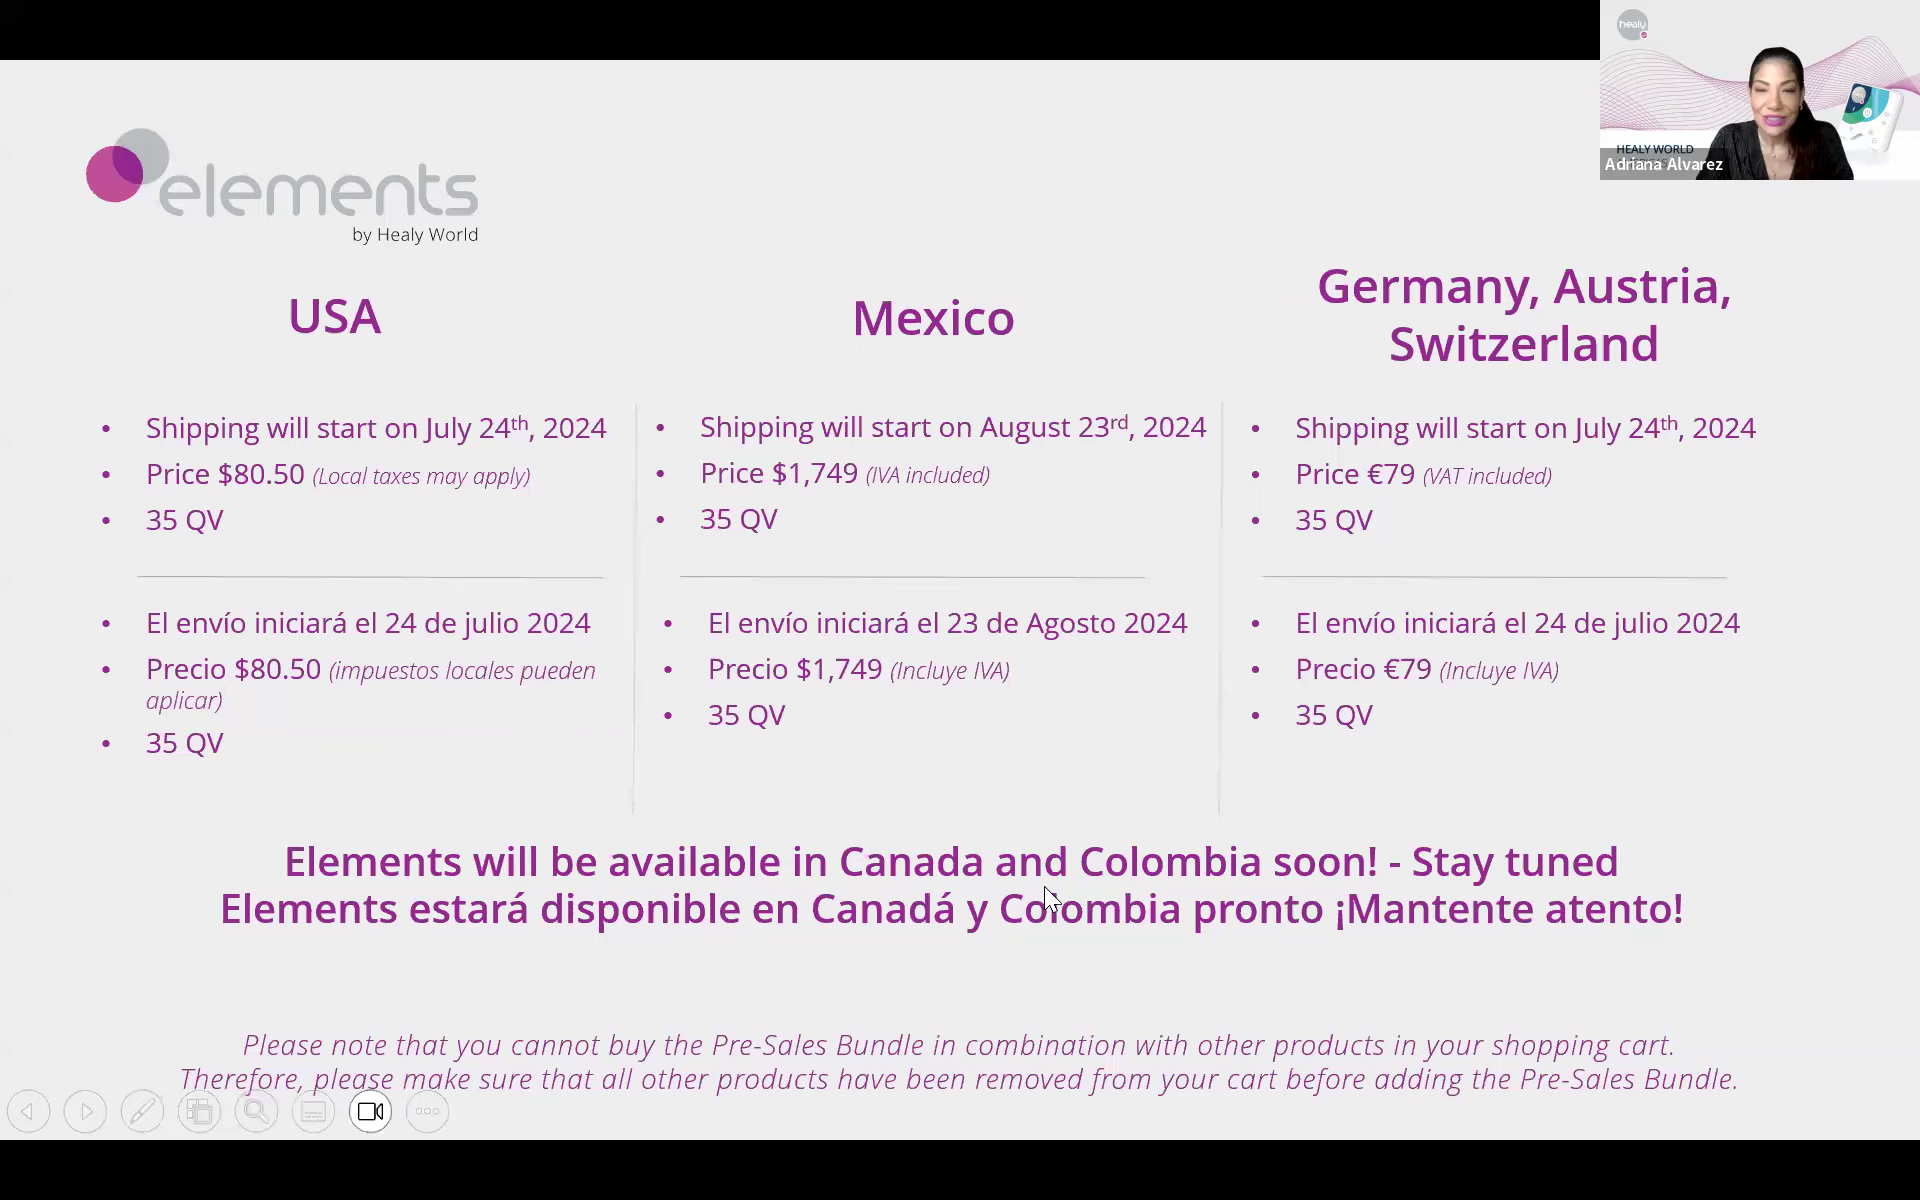 healy
HEALY WORLD
Adriana Alvarez
elements
by Healy World
USA
• Shipping will start on July 24th, 2024
• Price $80.50 (Local taxes may apply)
• 35 QV
• El envío iniciará el 24 de julio 2024
• Precio $80.50 (impuestos locales pueden
aplicar)
• 35 QV
Mexico
• Shipping will start on August 23rd, 2024
• Price $1,749 (IVA included)
• 35 QV
• El envío iniciará el 23 de Agosto 2024
• Precio $1,749 (Incluye IVA)
• 35 QV
Germany, Austria,
Switzerland
• Shipping will start on July 24th, 2024
• Price €79 (VAT included)
• 35 QV
• El envío iniciará el 24 de julio 2024
• Precio €79 (Incluye IVA)
• 35 QV
Elements will be available in Canada and Colombia soon! - Stay tuned
Elements estará disponible en Canadá y Colombia pronto ¡Mantente atento!
Please note that you cannot buy the Pre-Sales Bundle in combination with other products in your shopping cart.
Therefore, please make sure that all other products have been removed from your cart before adding the Pre-Sales Bundle.